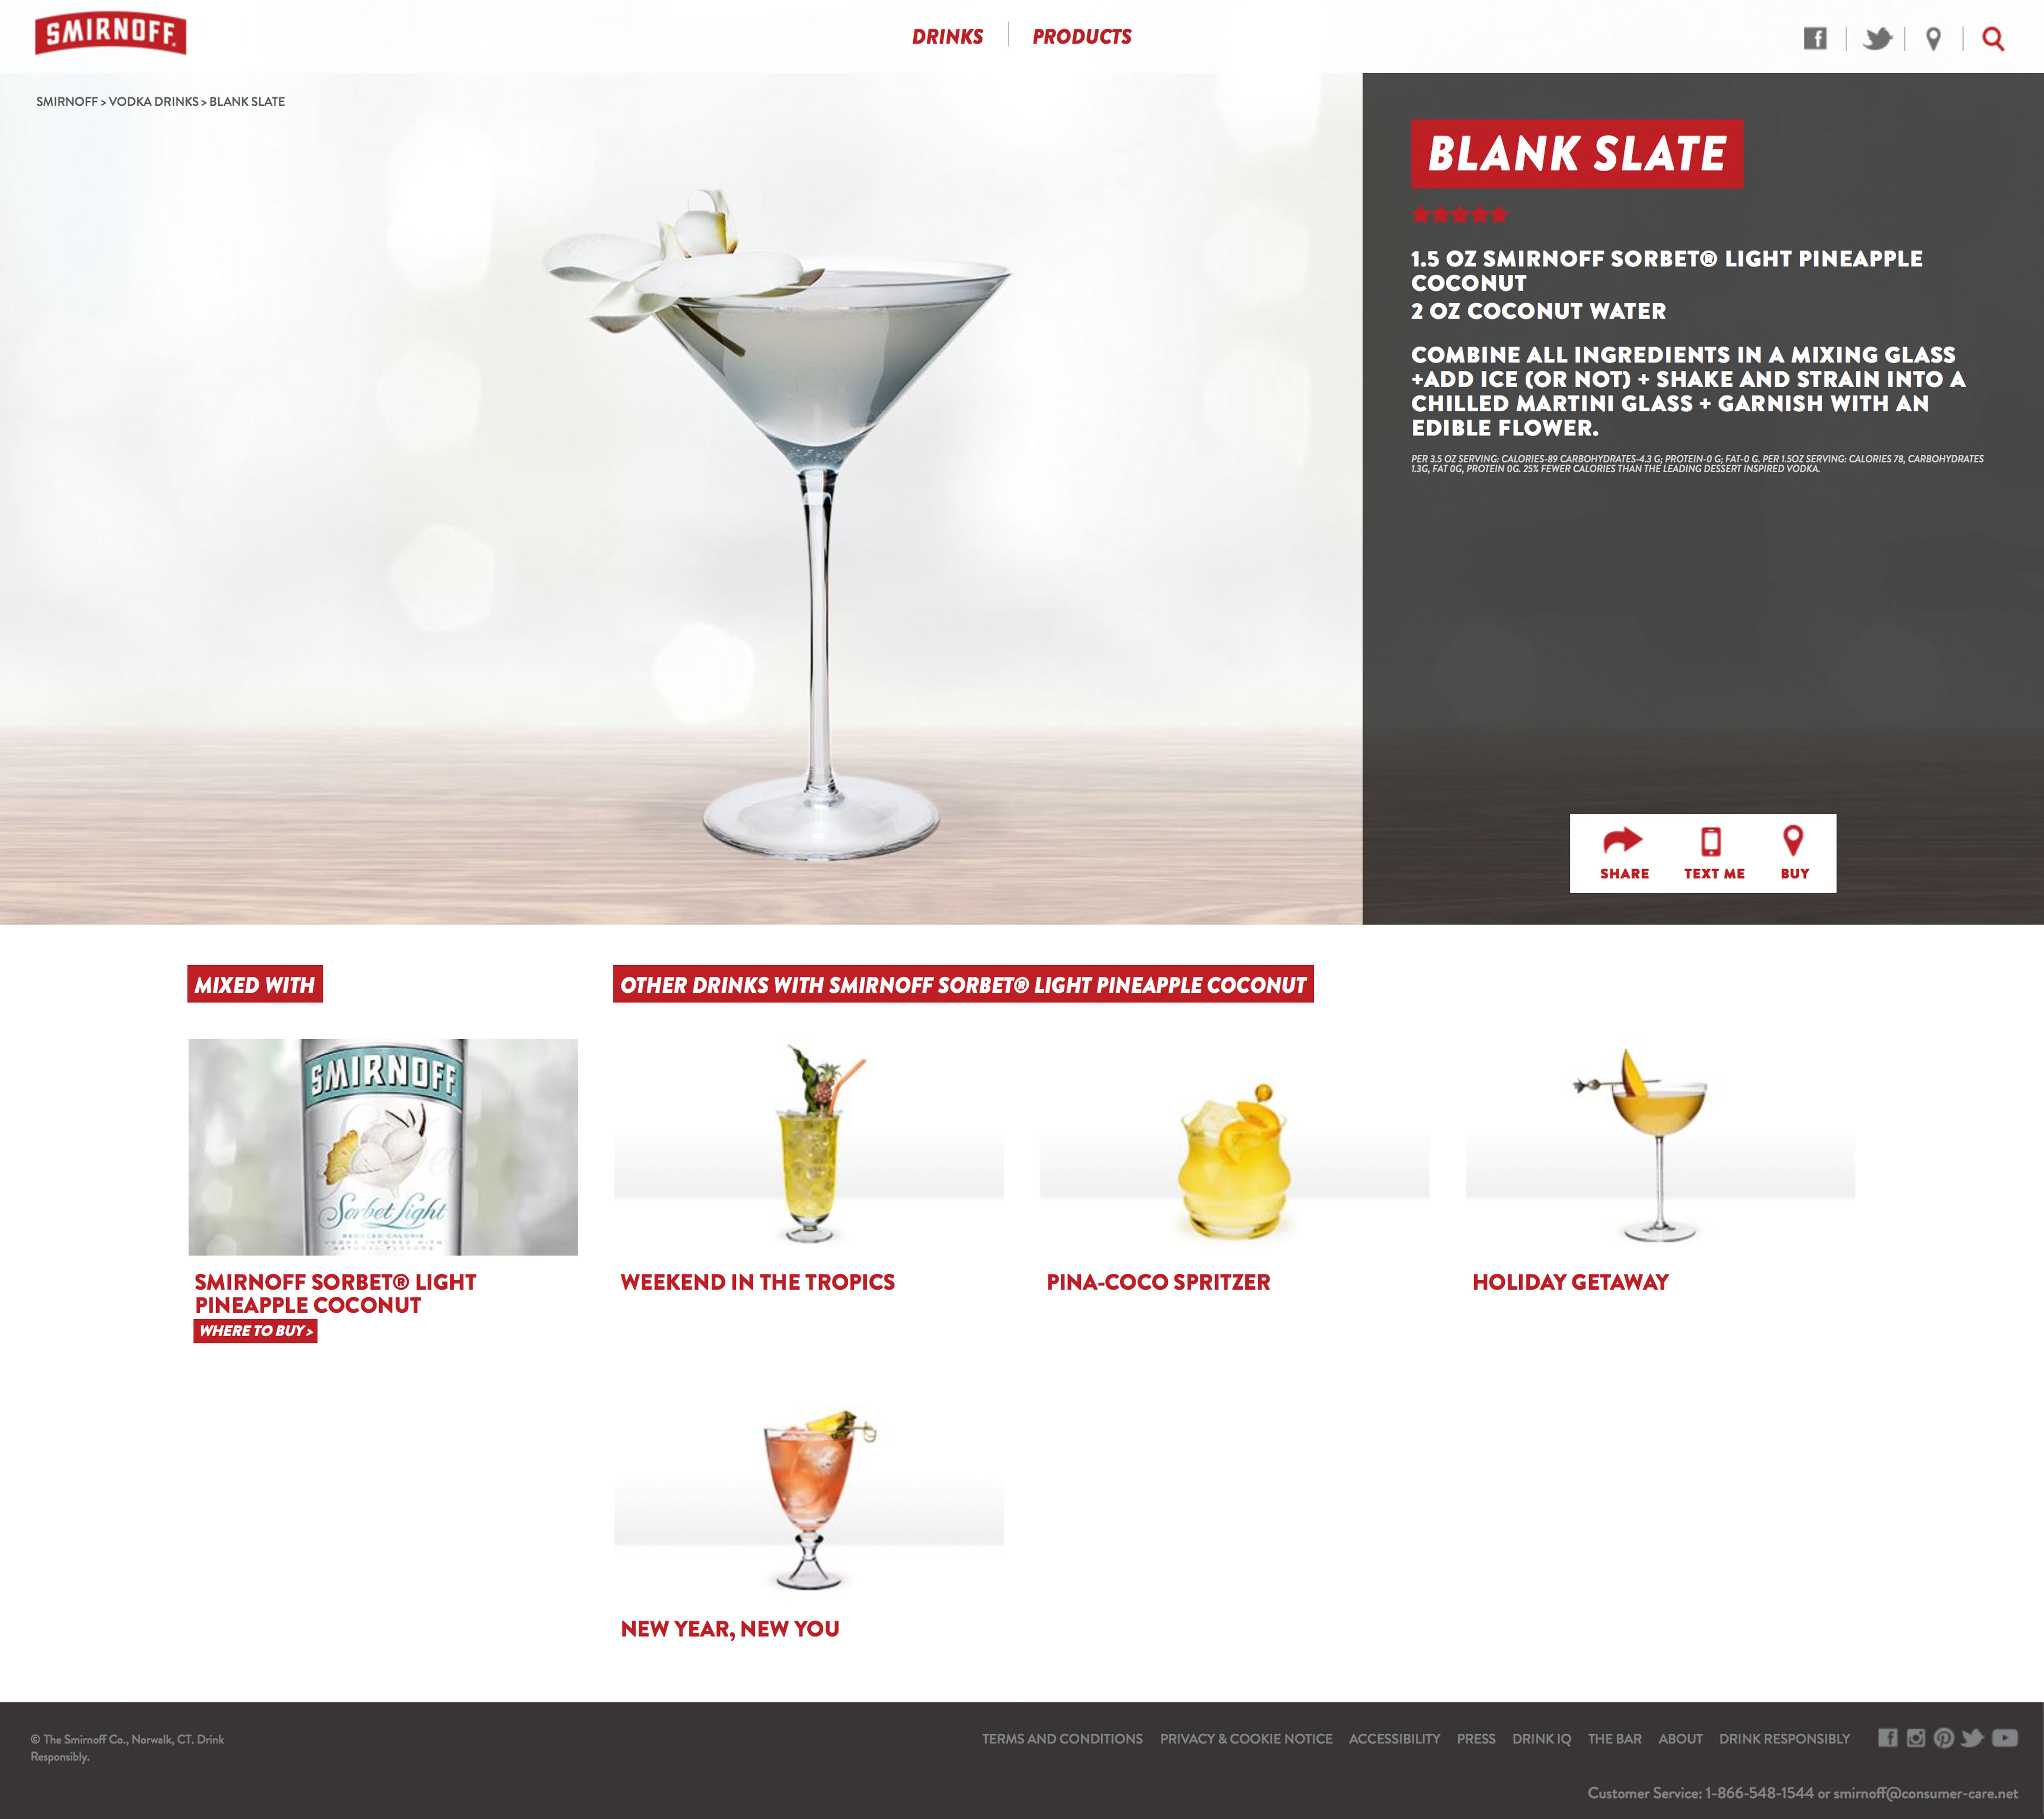 SMIRNOFF
DRINKS
PRODUCTS
SMIRNOFF > VODKA DRINKS > BLANK SLATE
BLANK SLATE
1.5 OZ SMIRNOFF SORBET® LIGHT PINEAPPLE
COCONUT
2 OZ COCONUT WATER
COMBINE ALL INGREDIENTS IN A MIXING GLASS
+ADD ICE (OR NOT) + SHAKE AND STRAIN INTO A
CHILLED MARTINI GLASS + GARNISH WITH AN
EDIBLE FLOWER.
PER 3.5 OZ SERVING: CALORIES-89 CARBOHYDRATES-4.3 G; PROTEIN-0 G; FAT-0 G. PER 1.5OZ SERVING: CALORIES 78, CARBOHYDRATES
1.3G, FAT 0G, PROTEIN 0G. 25% FEWER CALORIES THAN THE LEADING DESSERT INSPIRED VODKA.
SHARE
TEXT ME
BUY
MIXED WITH
OTHER DRINKS WITH SMIRNOFF SORBET® LIGHT PINEAPPLE COCONUT
SMIRNOFF
Sorbet Light
REDUCED CALORIE
VODKA INFUSED WITH
NATURAL FLAVORS
SMIRNOFF SORBET® LIGHT
PINEAPPLE COCONUT
WHERE TO BUY >
WEEKEND IN THE TROPICS
PINA-COCO SPRITZER
HOLIDAY GETAWAY
NEW YEAR, NEW YOU
© The Smirnoff Co., Norwalk, CT. Drink
Responsibly.
TERMS AND CONDITIONS PRIVACY & COOKIE NOTICE ACCESSIBILITY PRESS DRINK IQ THE BAR ABOUT DRINK RESPONSIBLY
Customer Service: 1-866-548-1544 or smirnoff@consumer-care.net